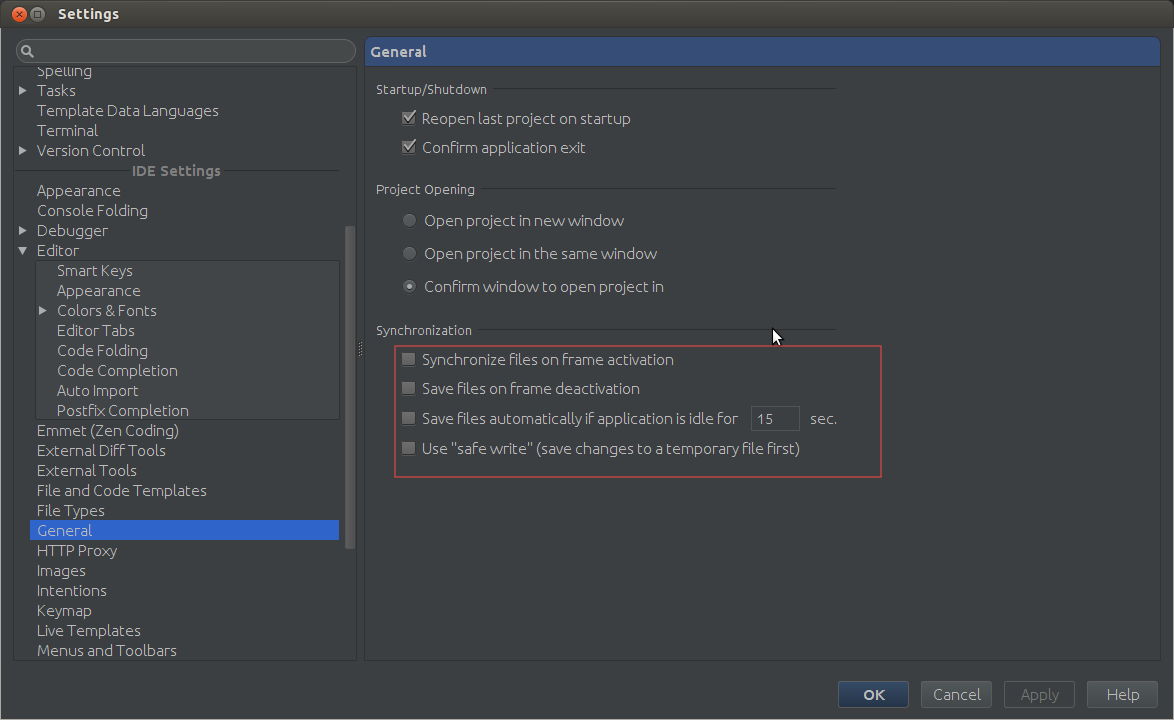 Settings
General
Spelling
Tasks
Template Data Languages
Terminal
Version Control
IDE Settings
Appearance
Console Folding
Debugger
Editor
Smart Keys
Appearance
Colors & Fonts
Editor Tabs
Code Folding
Code Completion
Auto Import
Postfix Completion
Emmet (Zen Coding)
External Diff Tools
External Tools
File and Code Templates
File Types
General
HTTP Proxy
Images
Intentions
Keymap
Live Templates
Menus and Toolbars
Startup/Shutdown
Reopen last project on startup
Confirm application exit
Project Opening
Open project in new window
Open project in the same window
Confirm window to open project in
Synchronization
Synchronize files on frame activation
Save files on frame deactivation
Save files automatically if application is idle for 15 sec.
Use "safe write" (save changes to a temporary file first)
OK Cancel Apply Help